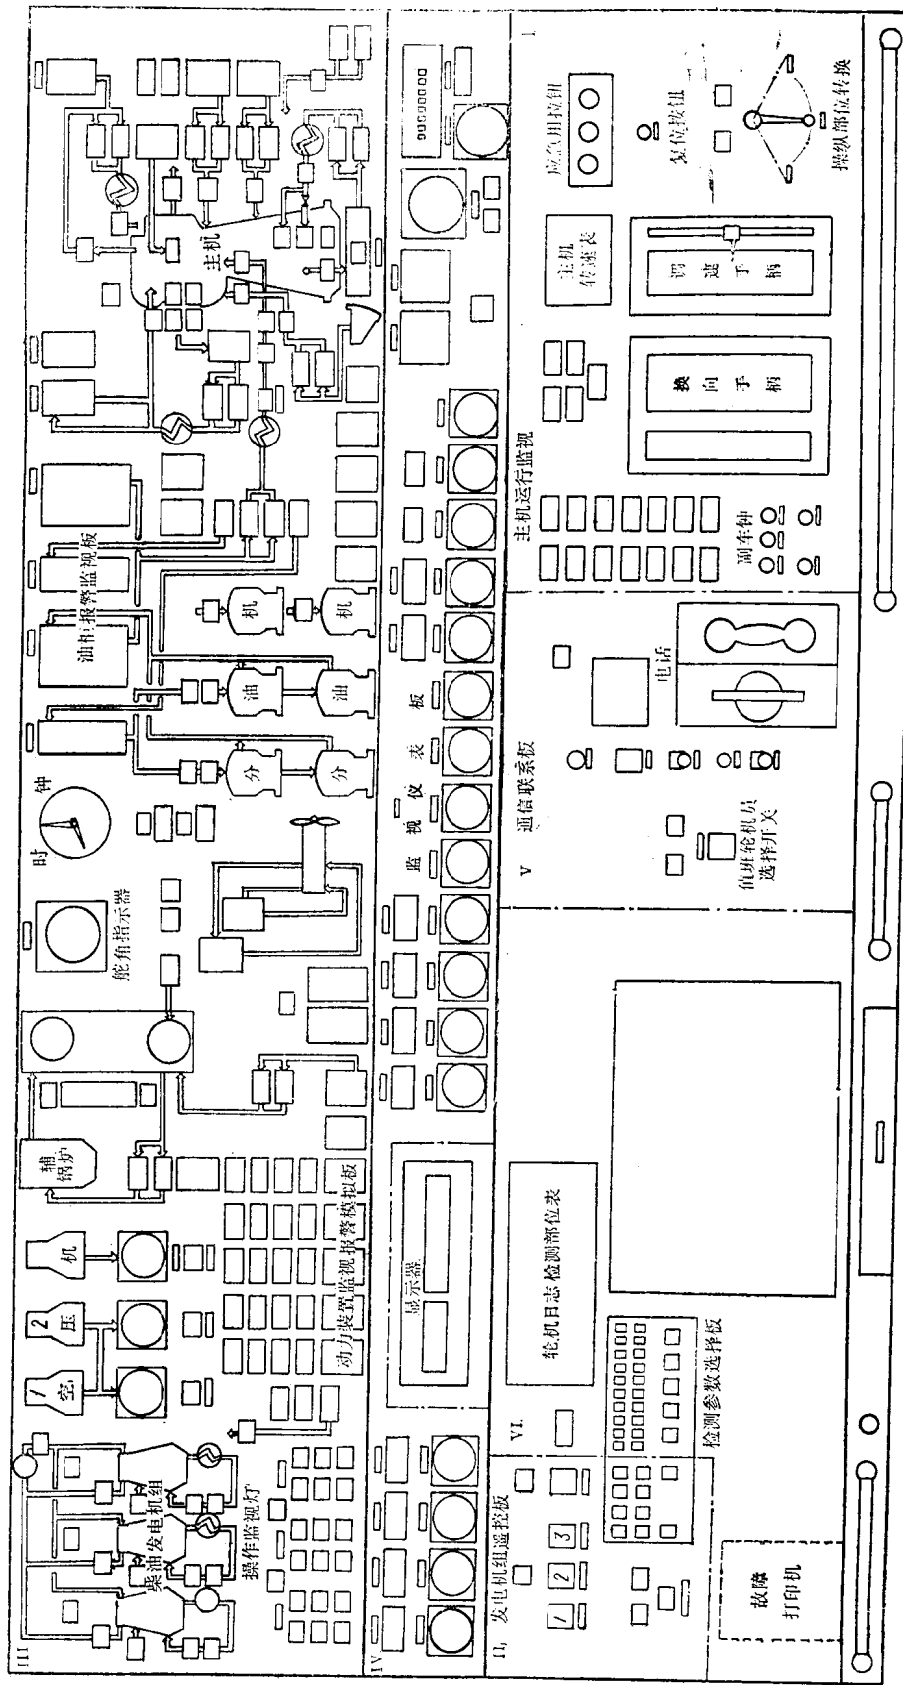 III
柴油发电机组
操作监视灯
1 2
空 压 机
辅
锅炉
动力装置监视报警模拟板
舵角指示器
时 钟
分 油 机
分 油 机
油柜报警监视板
主机
IV
显示器
监 视 仪 表 板
II,
发电机组遥控板
1 2 3
故障
打印机
VI.
轮机日志检测部位表
检测参数选择板
V
通信联系板
值班轮机员
选择开关
电话
I
主机运行监视
副车钟
换向手柄
主机
转速表
调速手柄
应急用按钮
复位按钮
操纵部位转换